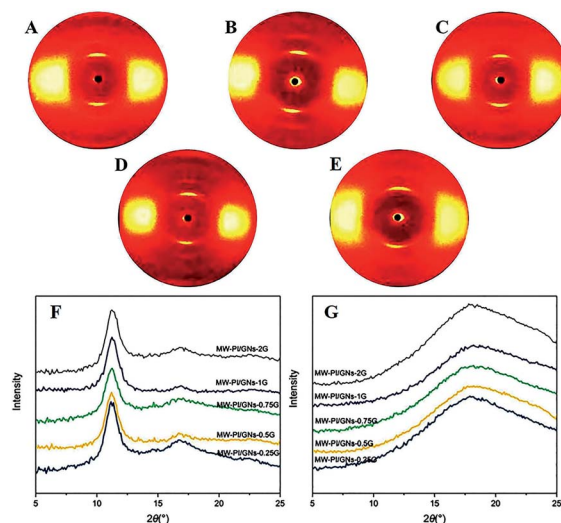 A
B
C
D
E
F
MW-PI/GNs-2G
MW-PI/GNs-1G
MW-PI/GNs-0.75G
MW-PI/GNs-0.5G
MW-PI/GNs-0.25G
Intensity
5
10
15
20
25
2θ(°)
G
MW-PI/GNs-2G
MW-PI/GNs-1G
MW-PI/GNs-0.75G
MW-PI/GNs-0.5G
MW-PI/GNs-0.25G
Intensity
5
10
15
20
25
2θ(°)